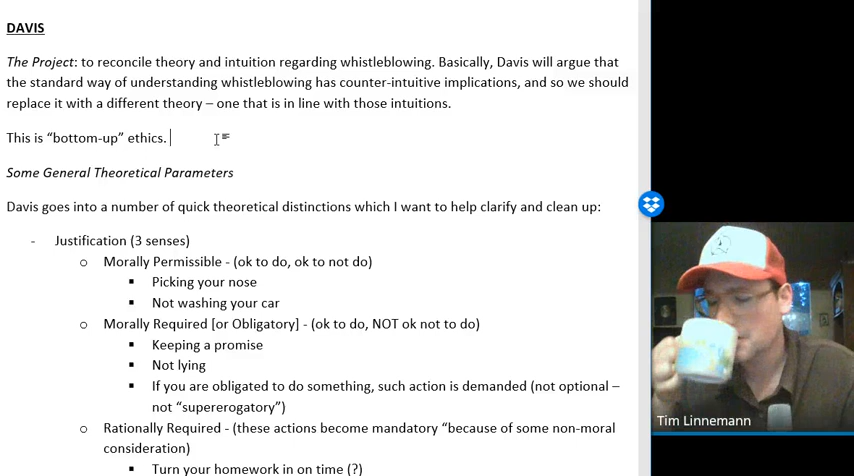 DAVIS
The Project: to reconcile theory and intuition regarding whistleblowing. Basically, Davis will argue that
the standard way of understanding whistleblowing has counter-intuitive implications, and so we should
replace it with a different theory – one that is in line with those intuitions.
This is “bottom-up” ethics.
Some General Theoretical Parameters
Davis goes into a number of quick theoretical distinctions which I want to help clarify and clean up:
- Justification (3 senses)
o Morally Permissible - (ok to do, ok to not do)
▪ Picking your nose
▪ Not washing your car
o Morally Required [or Obligatory] - (ok to do, NOT ok not to do)
▪ Keeping a promise
▪ Not lying
▪ If you are obligated to do something, such action is demanded (not optional –
not “supererogatory”)
o Rationally Required - (these actions become mandatory “because of some non-moral
consideration)
▪ Turn your homework in on time (?)
Tim Linnemann